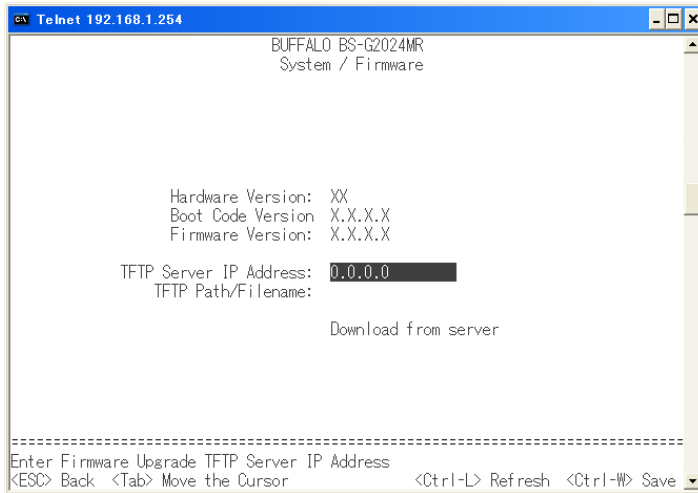 Telnet 192.168.1.254
BUFFALO BS-G2024MR
System / Firmware
Hardware Version: XX
Boot Code Version X.X.X.X
Firmware Version: X.X.X.X
TFTP Server IP Address: 0.0.0.0
TFTP Path/Filename:
Download from server
================================================================================
Enter Firmware Upgrade TFTP Server IP Address
<ESC> Back <Tab> Move the Cursor <Ctrl-L> Refresh <Ctrl-W> Save